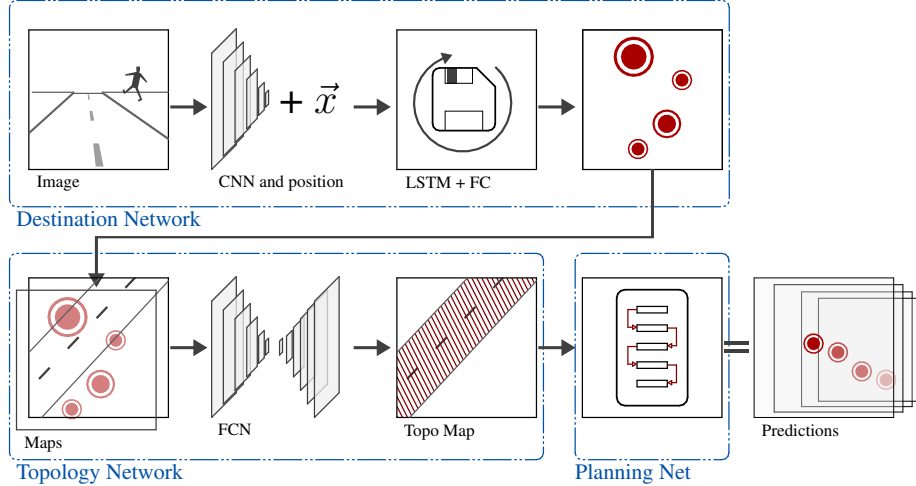 + x⃗
Image
CNN and position
LSTM + FC
Destination Network
Maps
FCN
Topo Map
Predictions
Topology Network
Planning Net